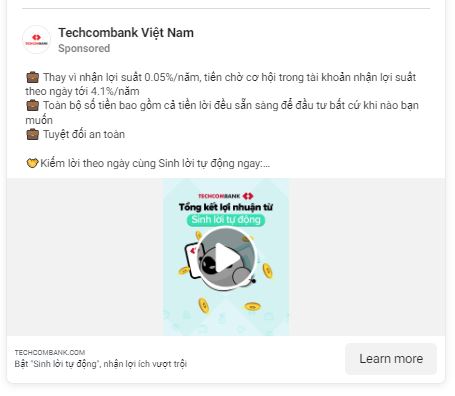 TECHCOMBANK
Techcombank Việt Nam
Sponsored
Thay vì nhận lợi suất 0.05%/năm, tiền chờ cơ hội trong tài khoản nhận lợi suất
theo ngày tới 4.1%/năm
Toàn bộ số tiền bao gồm cả tiền lời đều sẵn sàng để đầu tư bất cứ khi nào bạn
muốn
Tuyệt đối an toàn
Kiếm lời theo ngày cùng Sinh lời tự động ngay:...
TECHCOMBANK
Tổng kết lợi nhuận từ
Sinh lời tự động
TECHCOMBANK.COM
Bật "Sinh lời tự động", nhận lợi ích vượt trội
Learn more